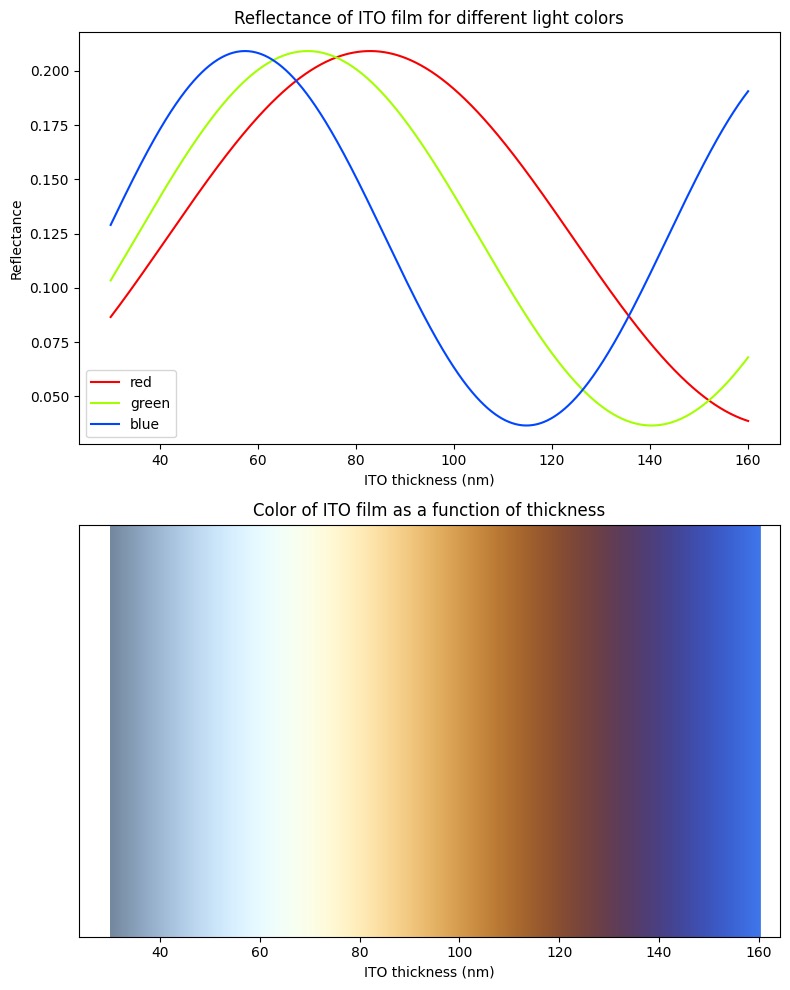 Reflectance of ITO film for different light colors
Reflectance
0.200
0.175
0.150
0.125
0.100
0.075
0.050
red
green
blue
40 60 80 100 120 140 160
ITO thickness (nm)
Color of ITO film as a function of thickness
40 60 80 100 120 140 160
ITO thickness (nm)